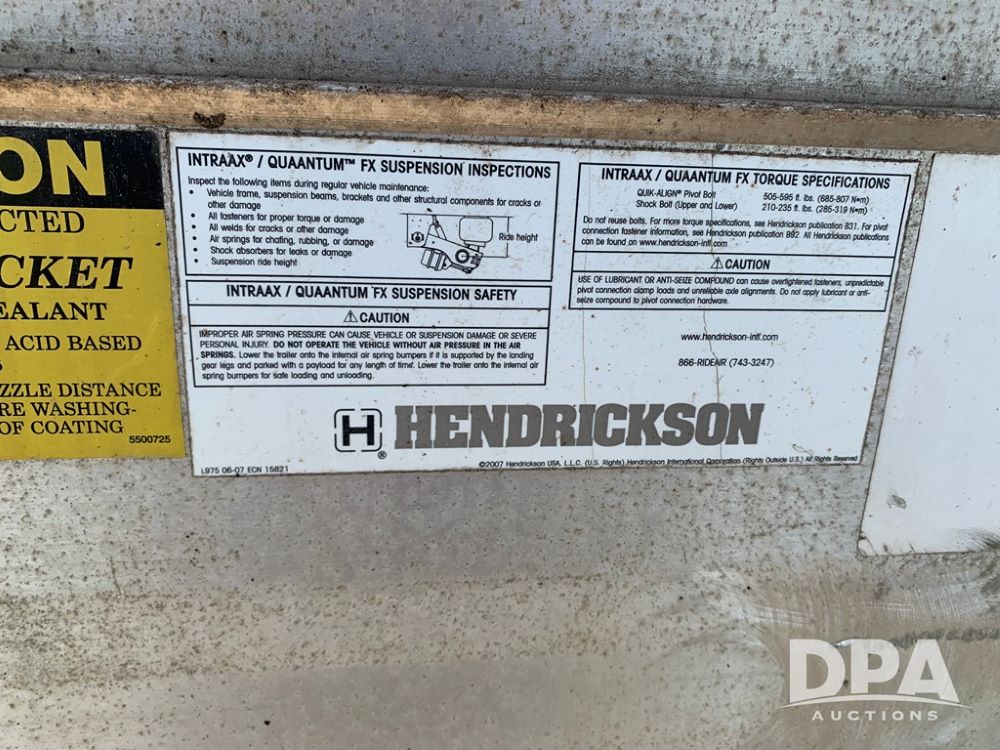 ON
CTED
CKET
EALANT
ACID BASED
ZZLE DISTANCE
RE WASHING-
OF COATING
5500725
INTRAAX® / QUAANTUM™ FX SUSPENSION INSPECTIONS
Inspect the following items during regular vehicle maintenance:
• Vehicle frame, suspension beams, brackets and other structural components for cracks or
other damage
• All fasteners for proper torque or damage
• All welds for cracks or other damage
• Air springs for chafing, rubbing, or damage
• Shock absorbers for leaks or damage
• Suspension ride height
Ride height
INTRAAX / QUAANTUM FX SUSPENSION SAFETY
⚠ CAUTION
IMPROPER AIR SPRING PRESSURE CAN CAUSE VEHICLE OR SUSPENSION DAMAGE OR SEVERE
PERSONAL INJURY. DO NOT OPERATE THE VEHICLE WITHOUT AIR PRESSURE IN THE AIR
SPRINGS. Lower the trailer onto the internal air spring bumpers if it is supported by the landing
gear legs and parked with a payload for any length of time. Lower the trailer onto the internal air
spring bumpers for safe loading and unloading.
INTRAAX / QUAANTUM FX TORQUE SPECIFICATIONS
QUIK-ALIGN® Pivot Bolt 505-595 ft. lbs. (685-807 N•m)
Shock Bolt (Upper and Lower) 210-235 ft. lbs. (285-319 N•m)
Do not reuse bolts. For more torque specifications, see Hendrickson publication B31. For pivot
connection fastener information, see Hendrickson publication B92. All Hendrickson publications
can be found on www.hendrickson-intl.com
⚠ CAUTION
USE OF LUBRICANT OR ANTI-SEIZE COMPOUND can cause overtightened fasteners, unpredictable
pivot connection clamp loads and unreliable axle alignments. Do not apply lubricant or anti-
seize compound to pivot connection hardware.
www.hendrickson-intl.com
866-RIDEAIR (743-3247)
H® HENDRICKSON
L975 06-07 ECN 15821
©2007 Hendrickson USA, L.L.C. (U.S. Rights) Hendrickson International Corporation (Rights Outside U.S.) All Rights Reserved
DPA
AUCTIONS